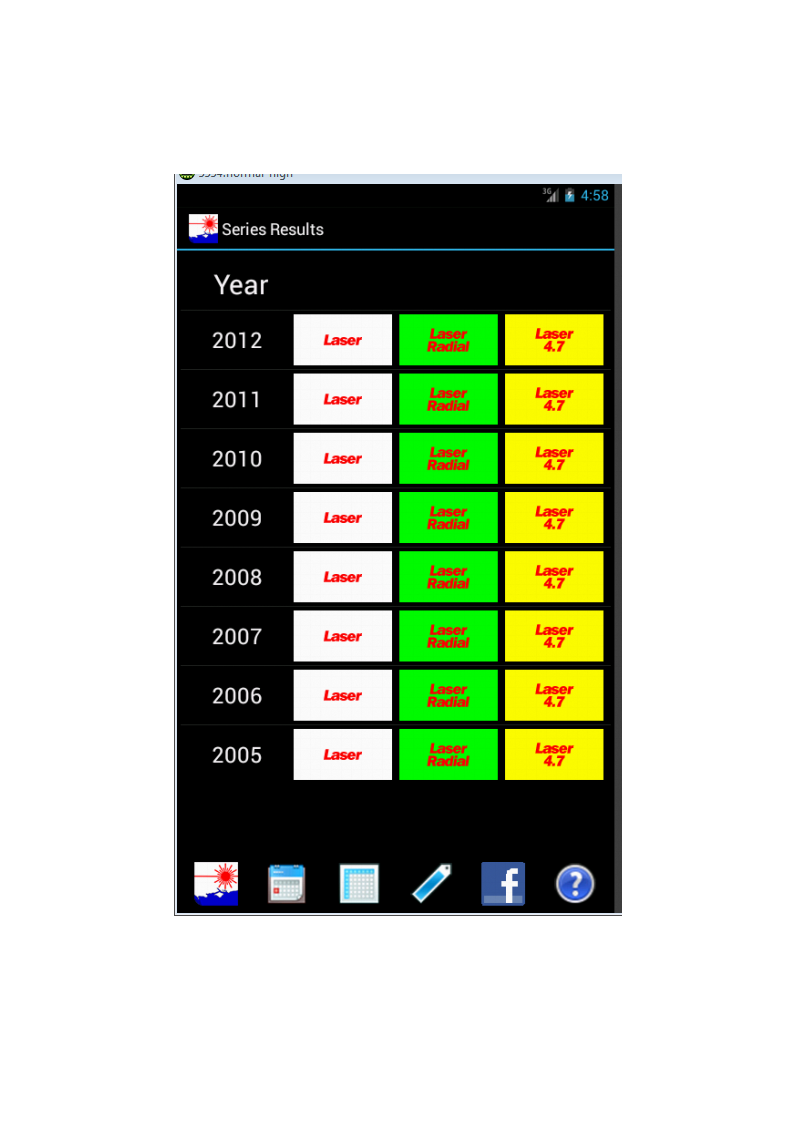 5554:normal-high
3G 4:58
Series Results
Year
2012 Laser Laser Radial Laser 4.7
2011 Laser Laser Radial Laser 4.7
2010 Laser Laser Radial Laser 4.7
2009 Laser Laser Radial Laser 4.7
2008 Laser Laser Radial Laser 4.7
2007 Laser Laser Radial Laser 4.7
2006 Laser Laser Radial Laser 4.7
2005 Laser Laser Radial Laser 4.7
f ?